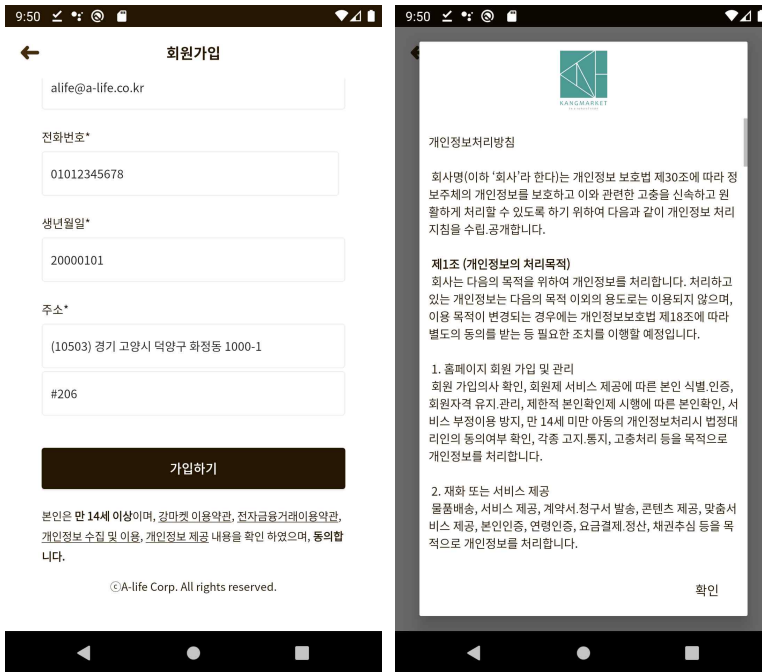 9:50
회원가입
alife@a-life.co.kr
전화번호*
01012345678
생년월일*
20000101
주소*
(10503) 경기 고양시 덕양구 화정동 1000-1
#206
가입하기
본인은 만 14세 이상이며, 강마켓 이용약관, 전자금융거래이용약관,
개인정보 수집 및 이용, 개인정보 제공 내용을 확인 하였으며, 동의합
니다.
ⓒA-life Corp. All rights reserved.
9:50
KANGMARKET
개인정보처리방침
회사명(이하 ‘회사’라 한다)는 개인정보 보호법 제30조에 따라 정
보주체의 개인정보를 보호하고 이와 관련한 고충을 신속하고 원
활하게 처리할 수 있도록 하기 위하여 다음과 같이 개인정보 처리
지침을 수립.공개합니다.
제1조 (개인정보의 처리목적)
회사는 다음의 목적을 위하여 개인정보를 처리합니다. 처리하고
있는 개인정보는 다음의 목적 이외의 용도로는 이용되지 않으며,
이용 목적이 변경되는 경우에는 개인정보보호법 제18조에 따라
별도의 동의를 받는 등 필요한 조치를 이행할 예정입니다.
1. 홈페이지 회원 가입 및 관리
회원 가입의사 확인, 회원제 서비스 제공에 따른 본인 식별.인증,
회원자격 유지.관리, 제한적 본인확인제 시행에 따른 본인확인, 서
비스 부정이용 방지, 만 14세 미만 아동의 개인정보처리시 법정대
리인의 동의여부 확인, 각종 고지.통지, 고충처리 등을 목적으로
개인정보를 처리합니다.
2. 재화 또는 서비스 제공
물품배송, 서비스 제공, 계약서.청구서 발송, 콘텐츠 제공, 맞춤서
비스 제공, 본인인증, 연령인증, 요금결제.정산, 채권추심 등을 목
적으로 개인정보를 처리합니다.
확인